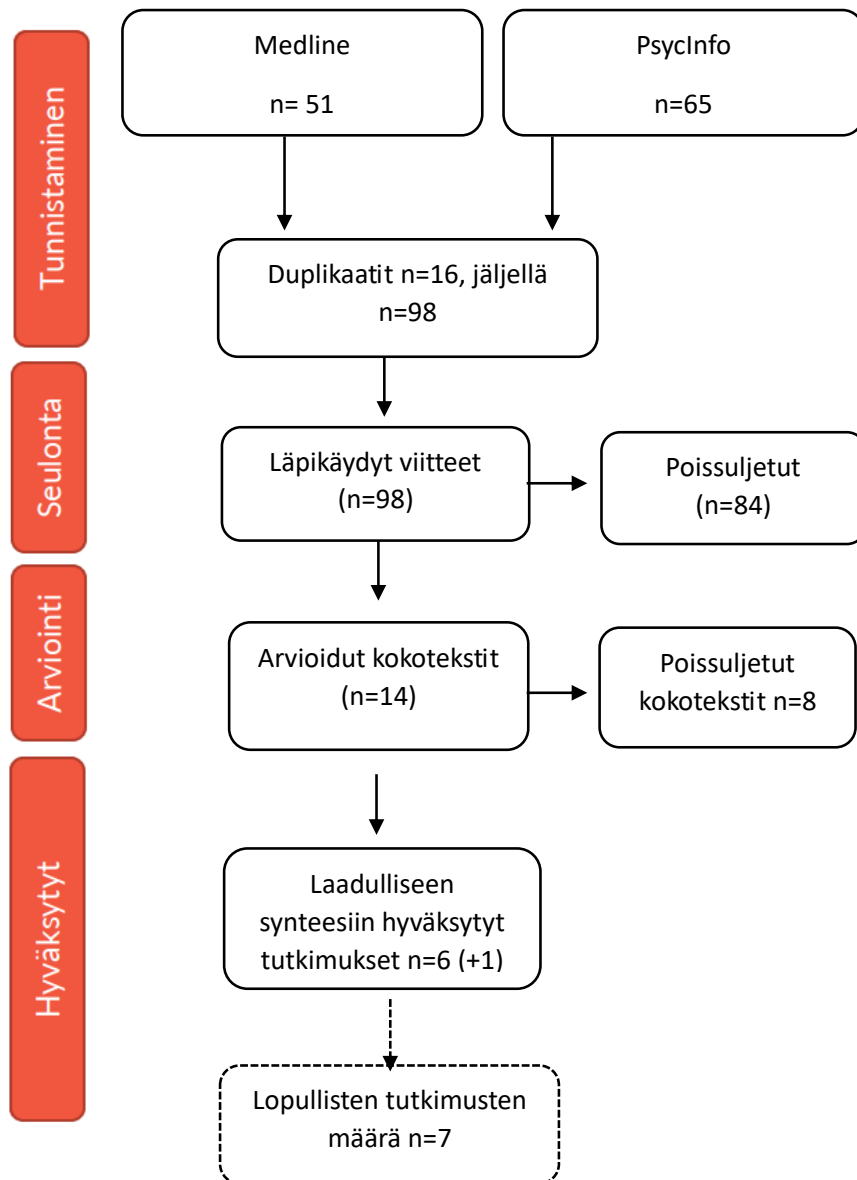 Tunnistaminen
Medline
n= 51
PsycInfo
n=65
Duplikaatit n=16, jäljellä
n=98
Seulonta
Läpikäydyt viitteet
(n=98)
Poissuljetut
(n=84)
Arviointi
Arvioidut kokotekstit
(n=14)
Poissuljetut
kokotekstit n=8
Hyväksytyt
Laadulliseen
synteesiin hyväksytyt
tutkimukset n=6 (+1)
Lopullisten tutkimusten
määrä n=7